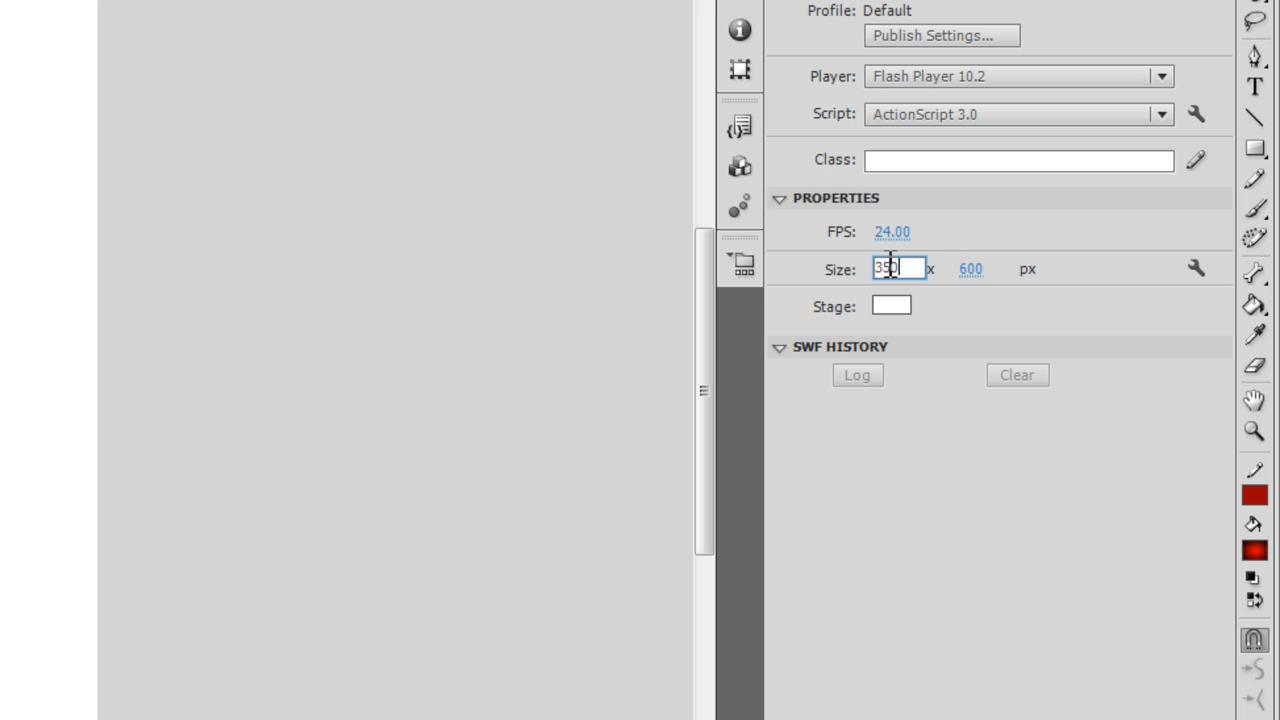 Profile: Default
Publish Settings...
Player: Flash Player 10.2
Script: ActionScript 3.0
Class:
PROPERTIES
FPS: 24.00
Size: 350 x 600 px
Stage:
SWF HISTORY
Log Clear